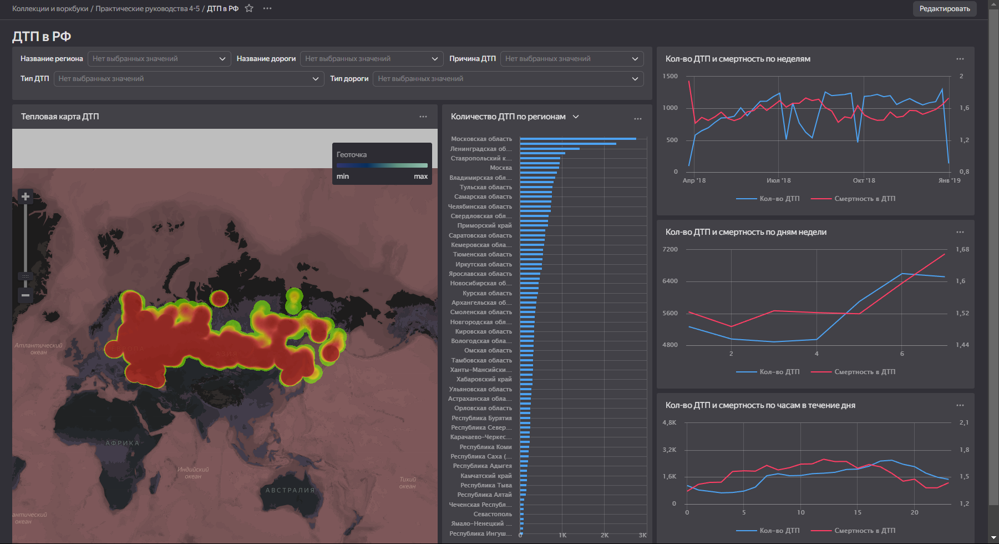 Коллекции и воркбуки / Практические руководства 4-5 / ДТП в РФ
Редактировать
ДТП в РФ
Название региона Нет выбранных значений
Название дороги Нет выбранных значений
Причина ДТП Нет выбранных значений
Тип ДТП Нет выбранных значений
Тип дороги Нет выбранных значений
Тепловая карта ДТП
Геоточка
min max
Атлантический
океан
ЕВРОПА
АЗИЯ
АФРИКА
Индийский
океан
АВСТРАЛИЯ
Тихий
океан
антический
океан
Количество ДТП по регионам
Московская область
Ленинградская об...
Ставропольский к...
Москва
Владимирская обл...
Тульская область
Самарская область
Челябинская область
Свердловская обл...
Приморский край
Саратовская область
Кемеровская обла...
Тюменская область
Иркутская область
Ярославская область
Новосибирская об...
Курская область
Архангельская об...
Смоленская область
Новгородская обл...
Кировская область
Вологодская обла...
Омская область
Тамбовская область
Ханты-Мансийски...
Хабаровский край
Ульяновская область
Астраханская обла...
Орловская область
Республика Бурятия
Республика Север...
Карачаево-Черкес...
Республика Коми
Республика Саха (...
Республика Адыгея
Камчатский край
Республика Тыва
Республика Алтай
Чеченская Республ...
Севастополь
Ямало-Ненецкий ...
Республика Ингуш...
0 1K 2K 3K
Кол-во ДТП и смертность по неделям
1500 2
1000 1,6
500 1,2
0 0,8
Апр '18 Июл '18 Окт '18 Янв '19
Кол-во ДТП Смертность в ДТП
Кол-во ДТП и смертность по дням недели
7200 1,68
6400 1,6
5600 1,52
4800 1,44
2 4 6
Кол-во ДТП Смертность в ДТП
Кол-во ДТП и смертность по часам в течение дня
4,8K 2,1
3,2K 1,8
1,6K 1,5
0 1,2
0 5 10 15 20
Кол-во ДТП Смертность в ДТП